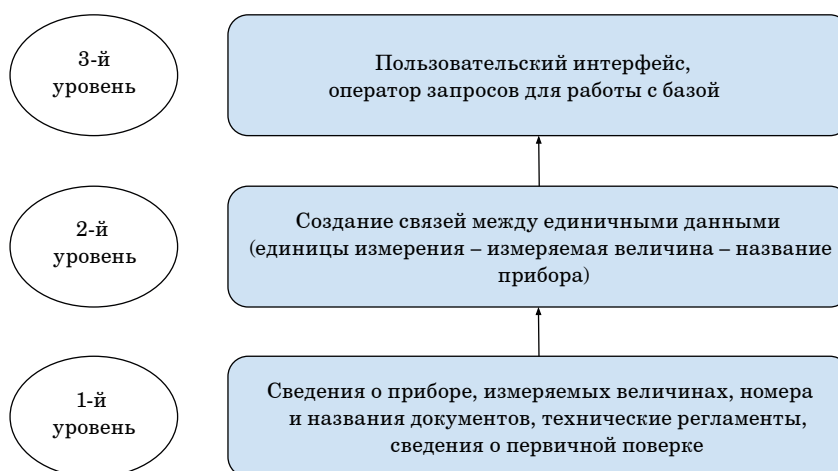 3-й
уровень
Пользовательский интерфейс,
оператор запросов для работы с базой
2-й
уровень
Создание связей между единичными данными
(единицы измерения – измеряемая величина – название
прибора)
1-й
уровень
Сведения о приборе, измеряемых величинах, номера
и названия документов, технические регламенты,
сведения о первичной поверке